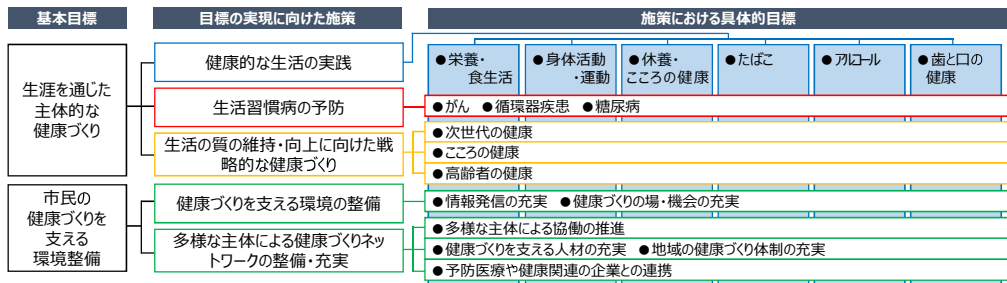 基本目標
目標の実現に向けた施策
施策における具体的目標
生涯を通じた
主体的な
健康づくり
健康的な生活の実践
●栄養・
食生活
●身体活動
・運動
●休養・
こころの健康
●たばこ
●アルコール
●歯と口の
健康
生活習慣病の予防
●がん ●循環器疾患 ●糖尿病
生活の質の維持・向上に向けた戦
略的な健康づくり
●次世代の健康
●こころの健康
●高齢者の健康
市民の
健康づくりを
支える
環境整備
健康づくりを支える環境の整備
●情報発信の充実 ●健康づくりの場・機会の充実
多様な主体による健康づくりネッ
トワークの整備・充実
●多様な主体による協働の推進
●健康づくりを支える人材の充実 ●地域の健康づくり体制の充実
●予防医療や健康関連の企業との連携